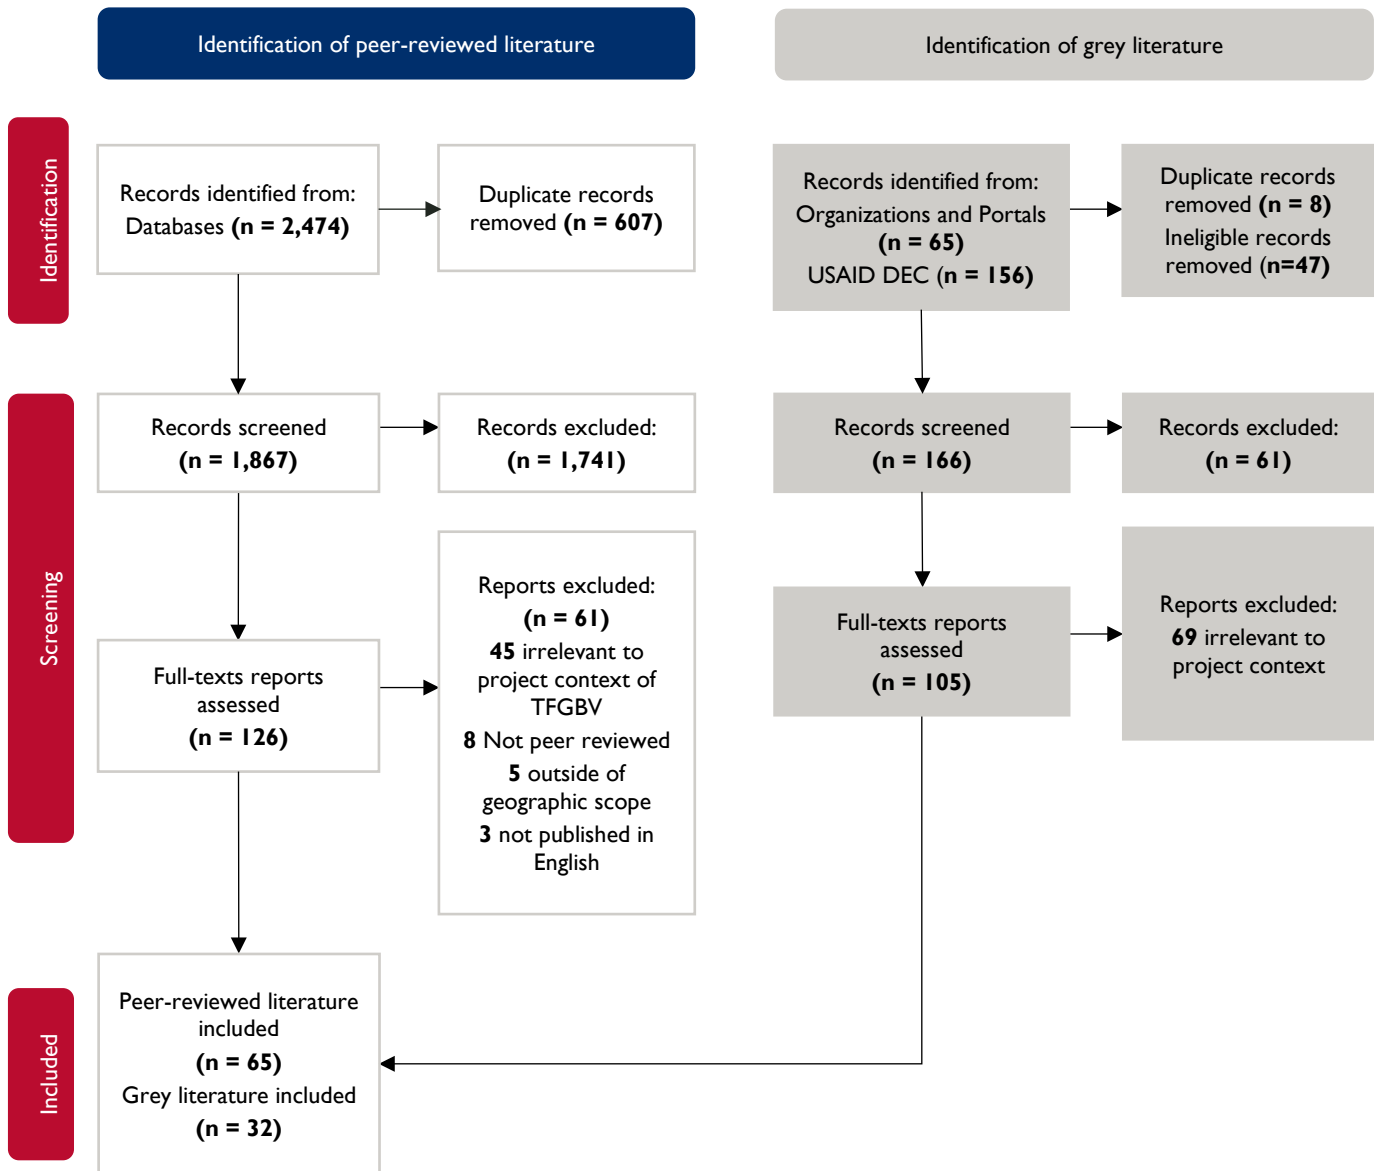 Identification of peer-reviewed literature
Identification of grey literature
Identification
Records identified from:
Databases (n = 2,474)
Duplicate records
removed (n = 607)
Records identified from:
Organizations and Portals
(n = 65)
USAID DEC (n = 156)
Duplicate records
removed (n = 8)
Ineligible records
removed (n=47)
Screening
Records screened
(n = 1,867)
Records excluded:
(n = 1,741)
Records screened
(n = 166)
Records excluded:
(n = 61)
Full-texts reports
assessed
(n = 126)
Reports excluded:
(n = 61)
45 irrelevant to
project context of
TFGBV
8 Not peer reviewed
5 outside of
geographic scope
3 not published in
English
Full-texts reports
assessed
(n = 105)
Reports excluded:
69 irrelevant to
project context
Included
Peer-reviewed literature
included
(n = 65)
Grey literature included
(n = 32)